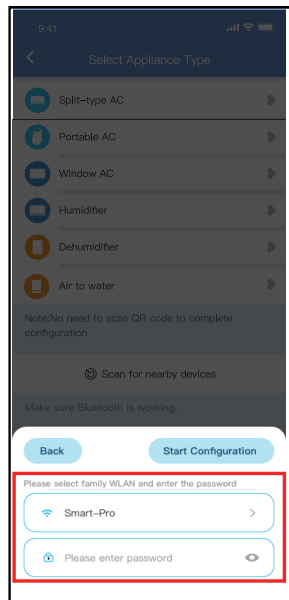 9:41
Select Appliance Type
Split-type AC
Portable AC
Window AC
Humidifier
Dehumidifier
Air to water
Note:No need to scan QR code to complete
configuration
Scan for nearby devices
Make sure Bluetooth is working.
Back
Start Configuration
Please select family WLAN and enter the password
Smart-Pro
Please enter password